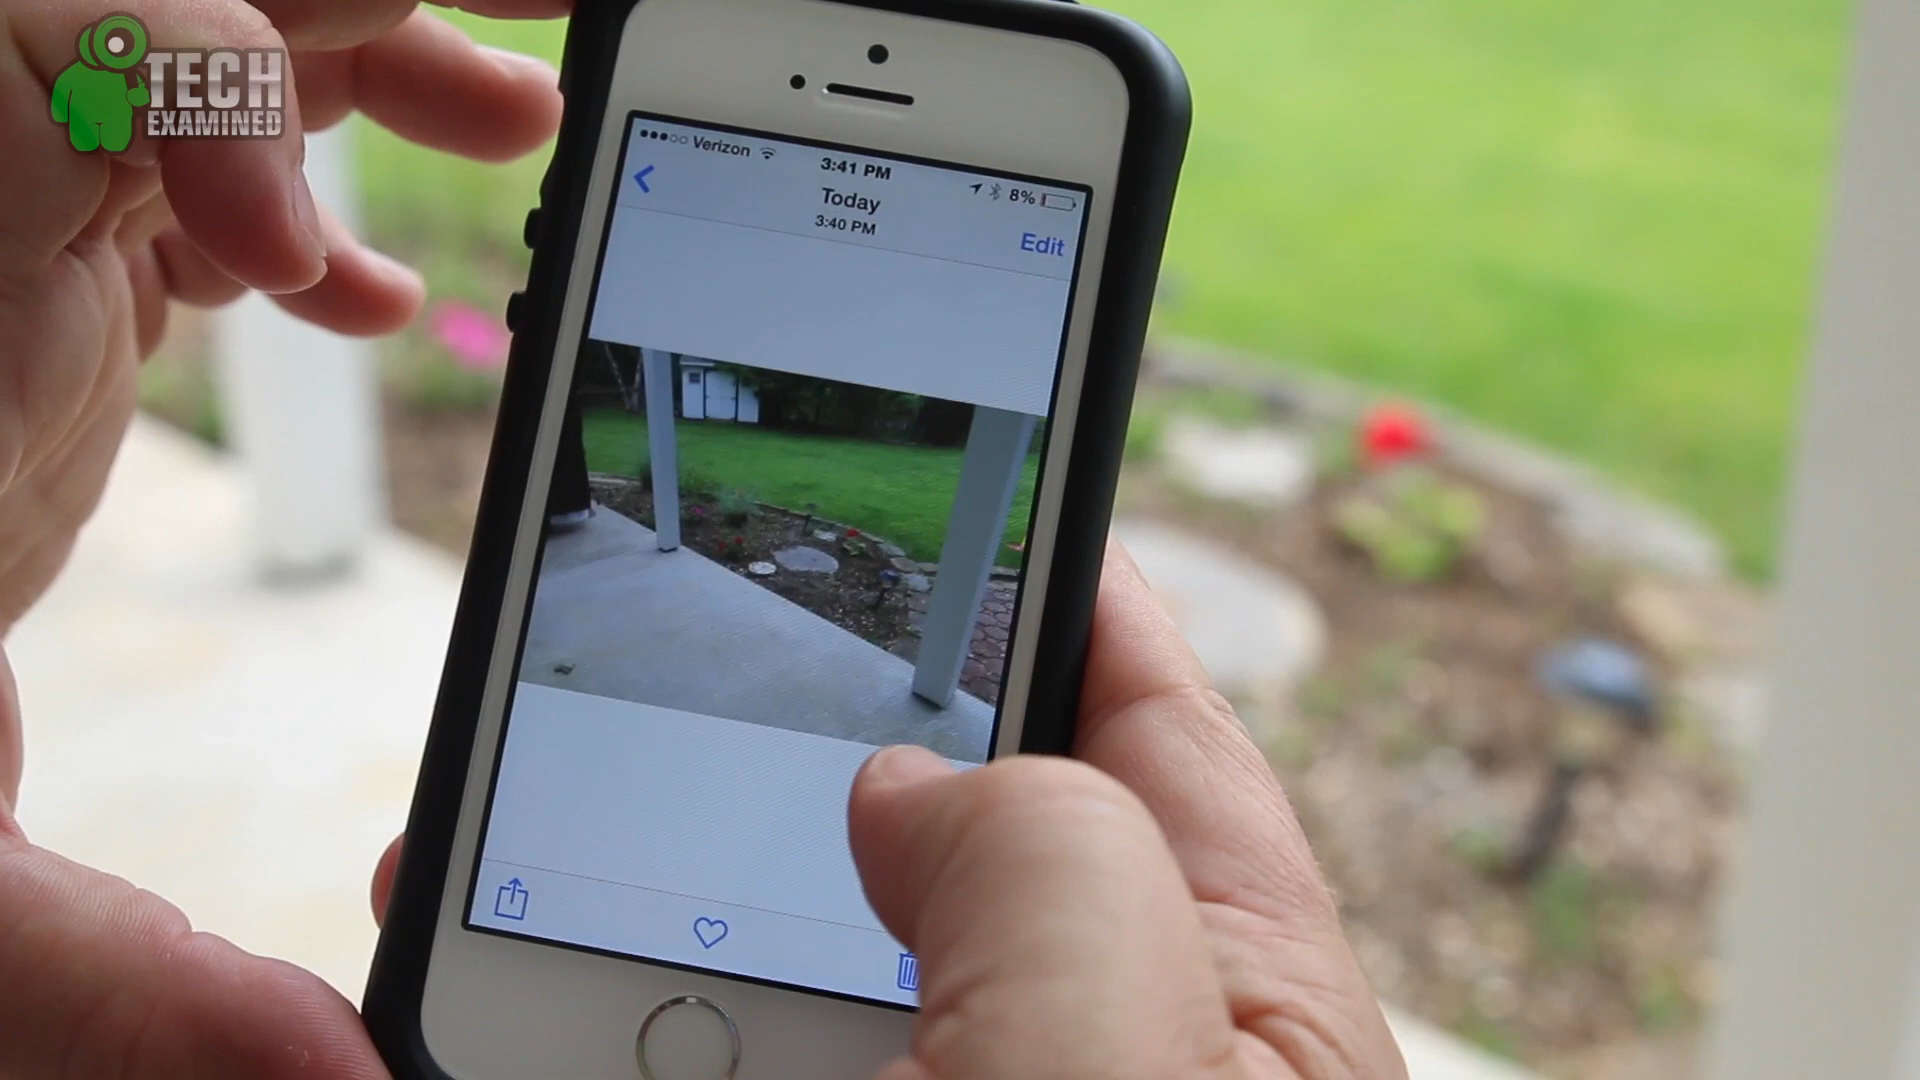 TECH
EXAMINED
Verizon
3:41 PM
8%
Today
3:40 PM
Edit